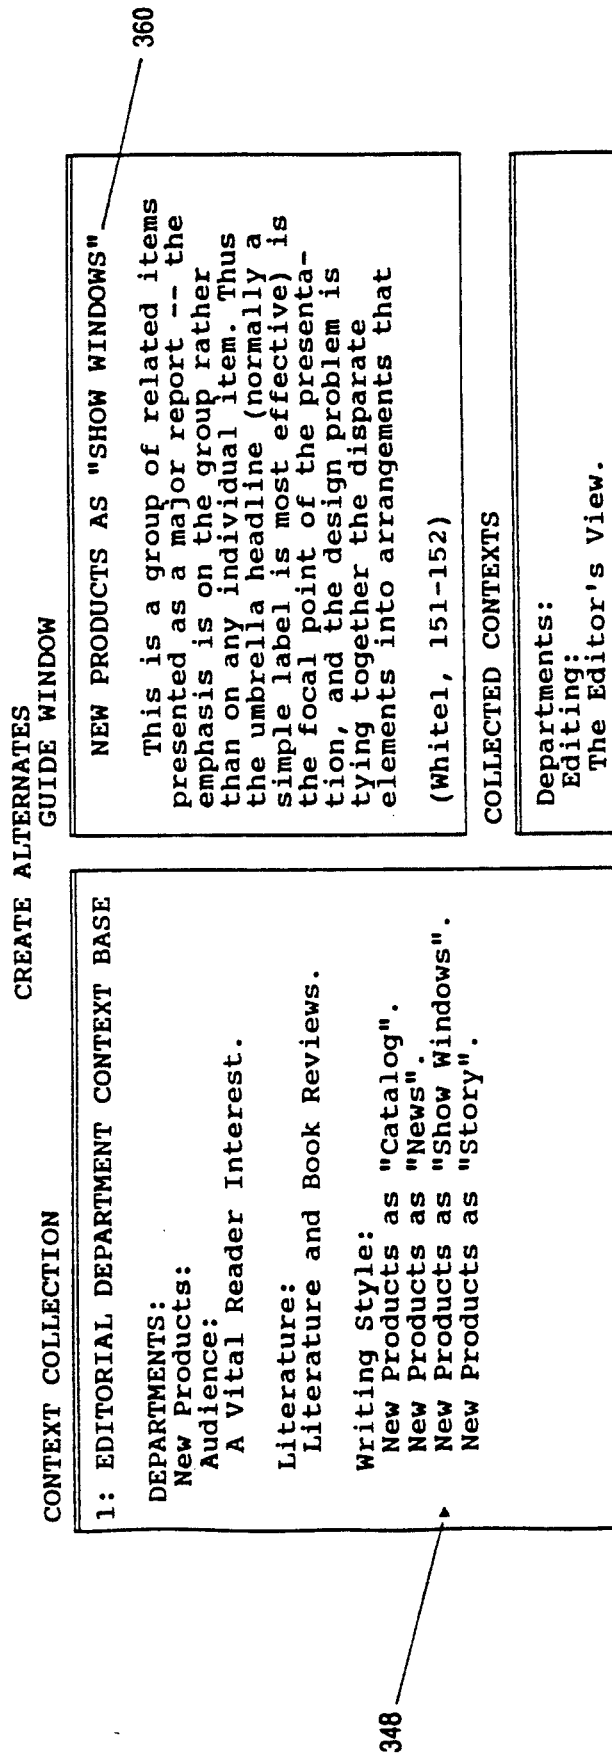 CREATE ALTERNATES
CONTEXT COLLECTION
1: EDITORIAL DEPARTMENT CONTEXT BASE
DEPARTMENTS:
New Products:
Audience:
A Vital Reader Interest.
Literature:
Literature and Book Reviews.
Writing Style:
New Products as "Catalog".
New Products as "News".
New Products as "Show Windows".
New Products as "Story".
348
GUIDE WINDOW
NEW PRODUCTS AS "SHOW WINDOWS"
360
This is a group of related items
presented as a major report -- the
emphasis is on the group rather
than on any individual item. Thus
the umbrella headline (normally a
simple label is most effective) is
the focal point of the presenta-
tion, and the design problem is
tying together the disparate
elements into arrangements that
(White1, 151-152)
COLLECTED CONTEXTS
Departments:
Editing:
The Editor's View.